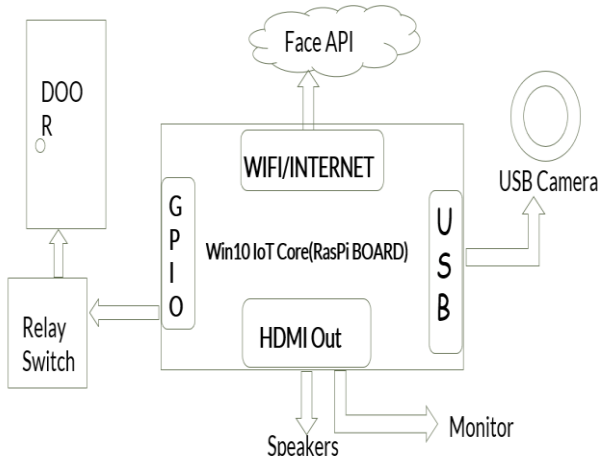 Face API
DOO
R
USB Camera
WIFI/INTERNET
G
P
I
O
Win10 IoT Core(RasPi BOARD)
U
S
B
Relay
Switch
HDMI Out
Speakers
Monitor